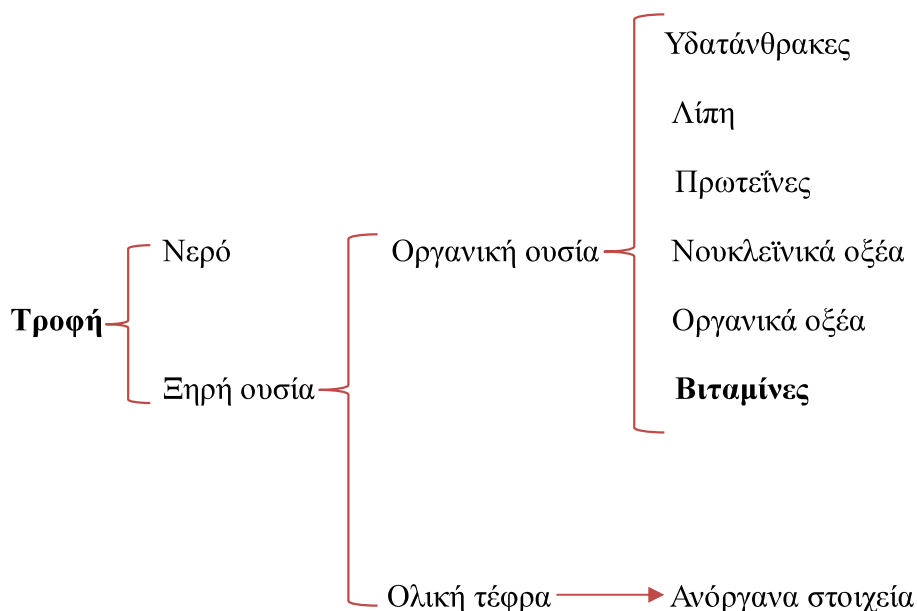 Υδατάνθρακες
Λίπη
Πρωτεΐνες
Νερό
Οργανική ουσία
Νουκλεϊνικά οξέα
Τροφή
Οργανικά οξέα
Ξηρή ουσία
Βιταμίνες
Ολική τέφρα
Ανόργανα στοιχεία